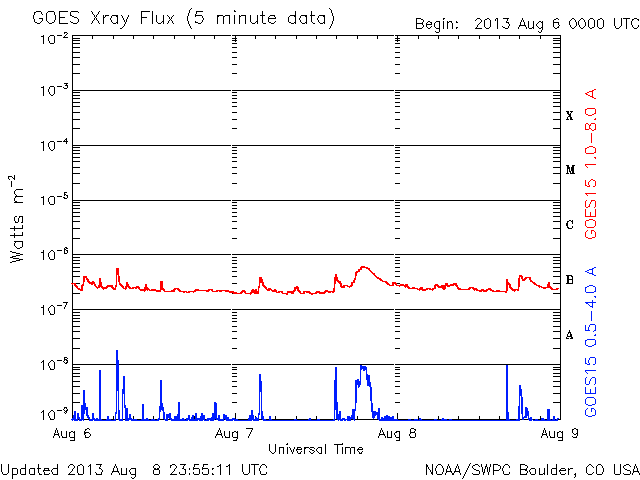 GOES Xray Flux (5 minute data)
Begin: 2013 Aug 6 0000 UTC
10⁻²
10⁻³
10⁻⁴
10⁻⁵
10⁻⁶
10⁻⁷
10⁻⁸
10⁻⁹
Watts m⁻²
X
M
C
B
A
GOES15 1.0-8.0 A
GOES15 0.5-4.0 A
Aug 6
Aug 7
Aug 8
Aug 9
Universal Time
Updated 2013 Aug 8 23:55:11 UTC
NOAA/SWPC Boulder, CO USA